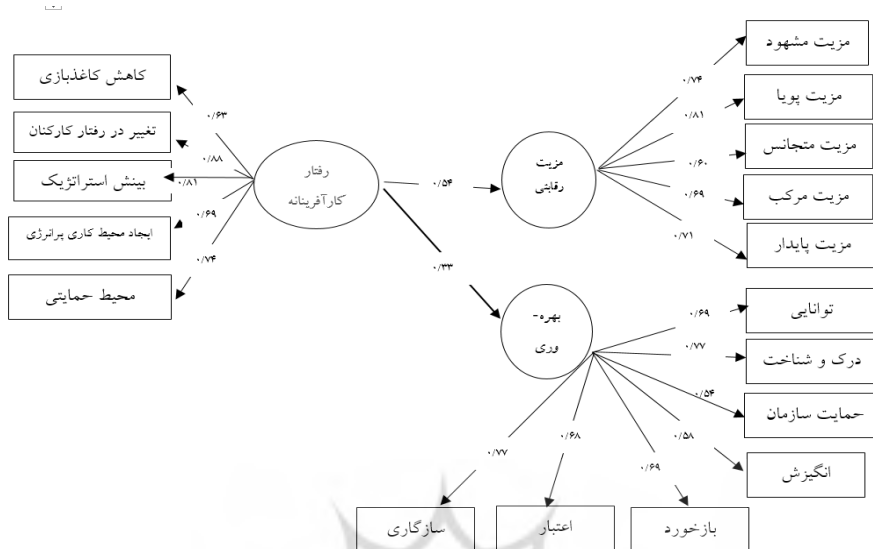 مزیت مشهود
مزیت پویا
مزیت متجانس
مزیت مرکب
مزیت پایدار
۰/۷۴
۰/۸۱
۰/۶۰
۰/۶۹
۰/۷۱
مزیت
رقابتی
۰/۵۴
رفتار
کارآفرینانه
۰/۳۳
کاهش کاغذبازی
تغییر در رفتار کارکنان
بینش استراتژیک
ایجاد محیط کاری پرانرژی
محیط حمایتی
۰/۶۳
۰/۸۸
۰/۸۱
۰/۶۹
۰/۷۴
بهره-
وری
توانایی
درک و شناخت
حمایت سازمان
انگیزش
۰/۶۹
۰/۷۷
۰/۵۴
۰/۵۸
۰/۶۹
۰/۶۸
۰/۷۷
بازخورد
اعتبار
سازگاری